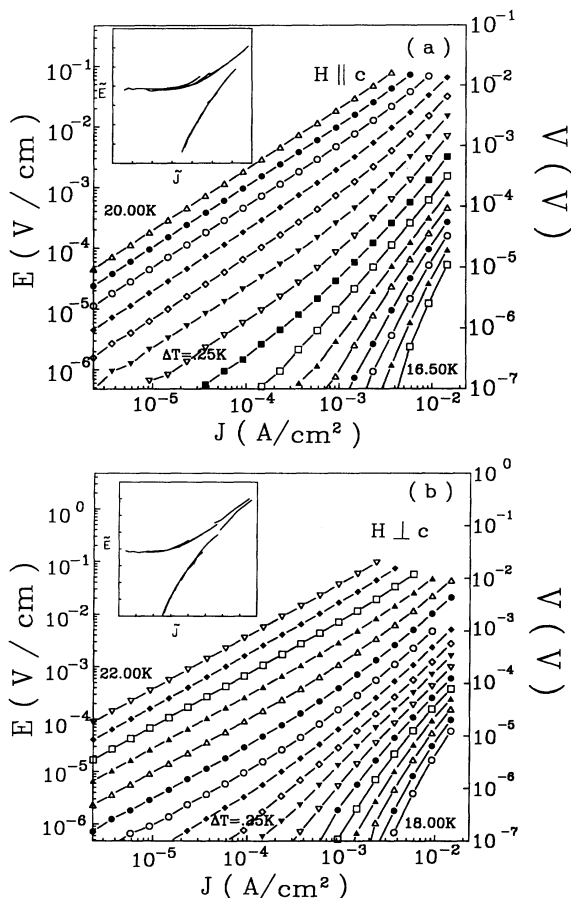 ( a )
H ∥ c
Ẽ
J̃
20.00K
ΔT=.25K
16.50K
E ( V / cm )
10⁻¹
10⁻²
10⁻³
10⁻⁴
10⁻⁵
10⁻⁶
V ( V )
10⁻¹
10⁻²
10⁻³
10⁻⁴
10⁻⁵
10⁻⁶
10⁻⁷
10⁻⁵ 10⁻⁴ 10⁻³ 10⁻²
J ( A/cm² )
( b )
H ⊥ c
Ẽ
J̃
22.00K
ΔT=.25K
18.00K
E ( V / cm )
10⁰
10⁻¹
10⁻²
10⁻³
10⁻⁴
10⁻⁵
10⁻⁶
V ( V )
10⁰
10⁻¹
10⁻²
10⁻³
10⁻⁴
10⁻⁵
10⁻⁶
10⁻⁷
10⁻⁵ 10⁻⁴ 10⁻³ 10⁻²
J ( A/cm² )